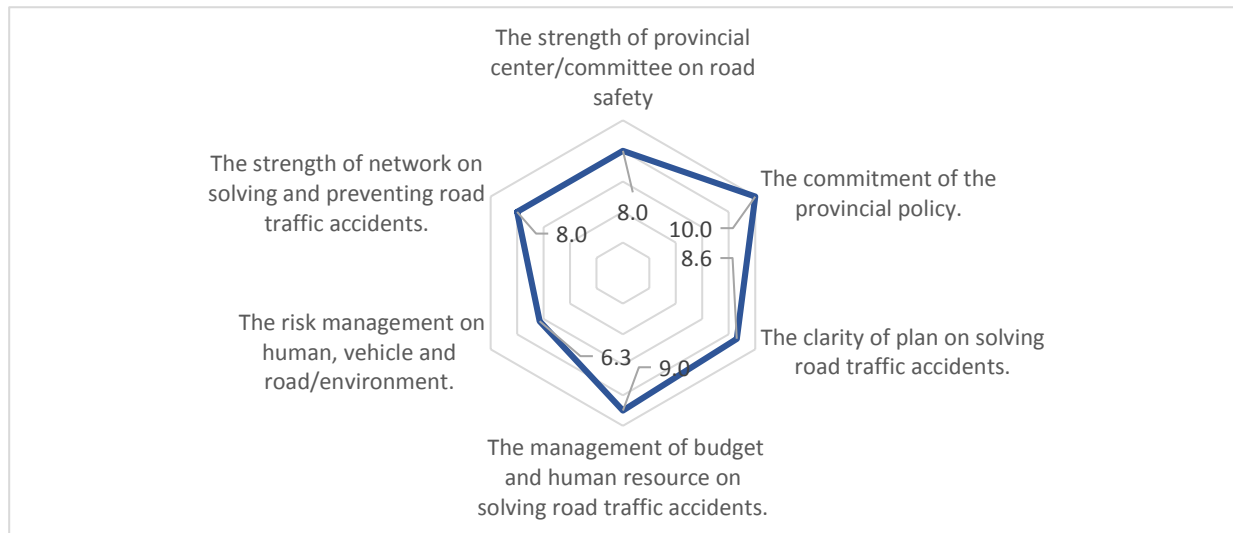 The strength of provincial
center/committee on road
safety
The commitment of the
provincial policy.
The clarity of plan on solving
road traffic accidents.
The management of budget
and human resource on
solving road traffic accidents.
The risk management on
human, vehicle and
road/environment.
The strength of network on
solving and preventing road
traffic accidents.
8.0
10.0
8.6
9.0
6.3
8.0